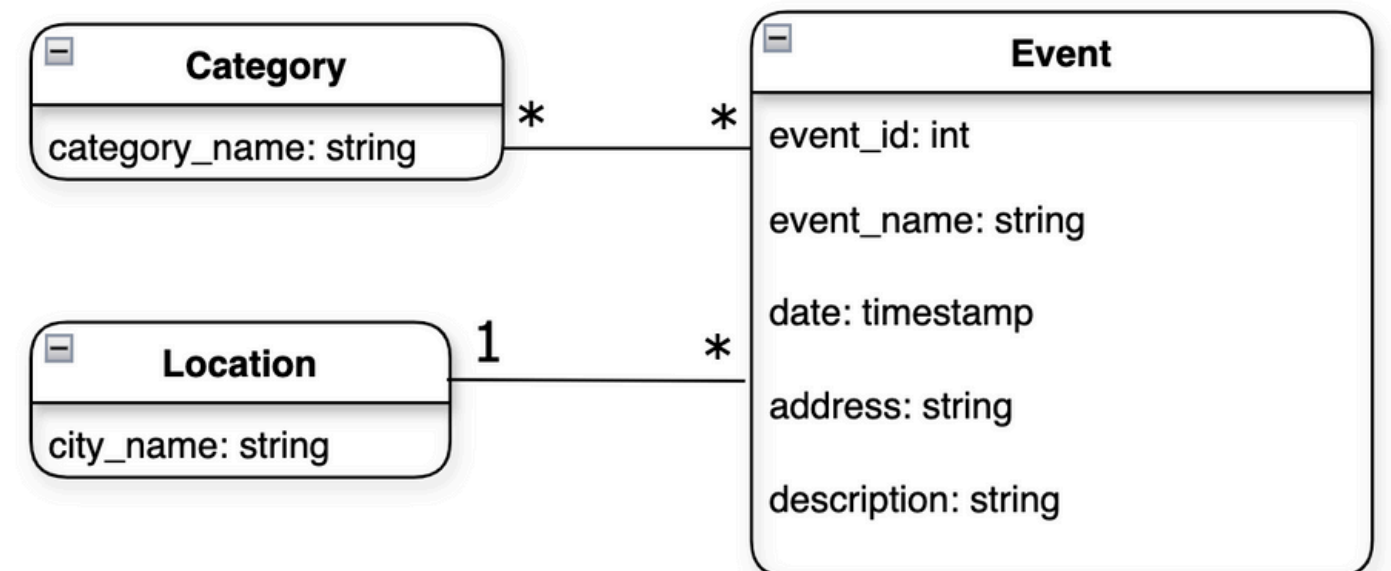 Category
category_name: string
* *
Event
event_id: int
event_name: string
date: timestamp
address: string
description: string
Location
city_name: string
1 *